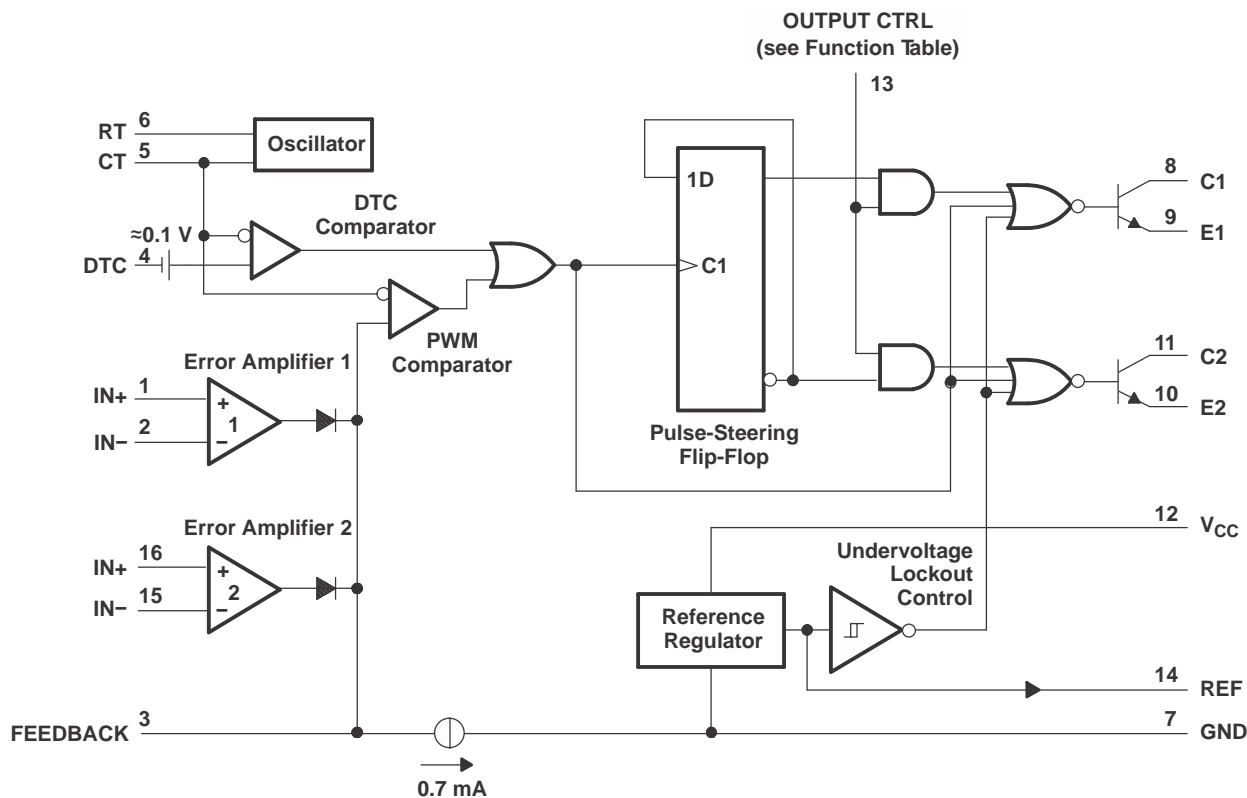 OUTPUT CTRL
(see Function Table)
13
RT
6
Oscillator
CT
5
1D
8
C1
DTC
Comparator
9
E1
≈0.1 V
DTC
4
C1
PWM
Comparator
11
C2
Error Amplifier 1
IN+
1
+
1
−
IN−
2
10
E2
Pulse-Steering
Flip-Flop
Error Amplifier 2
12
VCC
IN+
16
+
2
−
IN−
15
Undervoltage
Lockout
Control
Reference
Regulator
14
REF
FEEDBACK
3
7
GND
0.7 mA